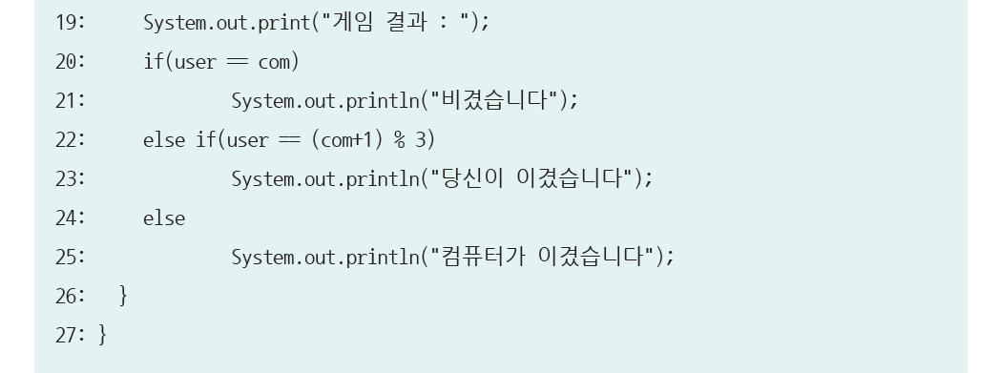 19: System.out.print("게임 결과 : ");
20: if(user == com)
21: System.out.println("비겼습니다");
22: else if(user == (com+1) % 3)
23: System.out.println("당신이 이겼습니다");
24: else
25: System.out.println("컴퓨터가 이겼습니다");
26: }
27: }